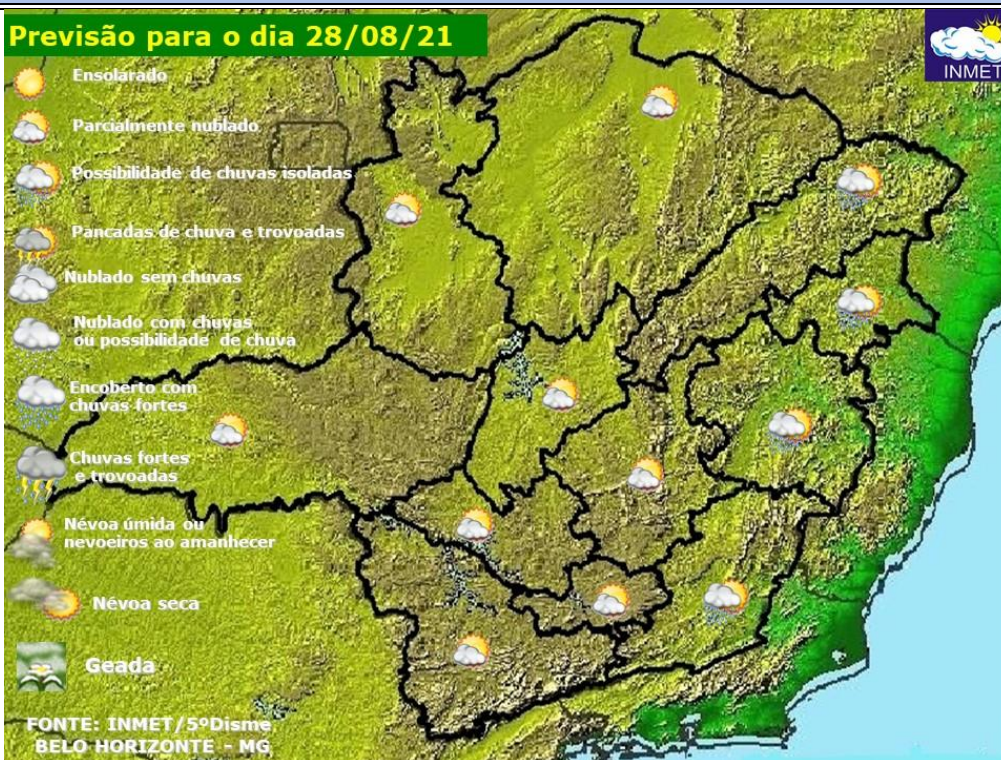 Previsão para o dia 28/08/21
INMET
Ensolarado
Parcialmente nublado
Possibilidade de chuvas isoladas
Pancadas de chuva e trovoadas
Nublado sem chuvas
Nublado com chuvas
ou possibilidade de chuva
Encoberto com
chuvas fortes
Chuvas fortes
e trovoadas
Névoa úmida ou
nevoeiros ao amanhecer
Névoa seca
Geada
FONTE: INMET/5ºDisme
BELO HORIZONTE - MG